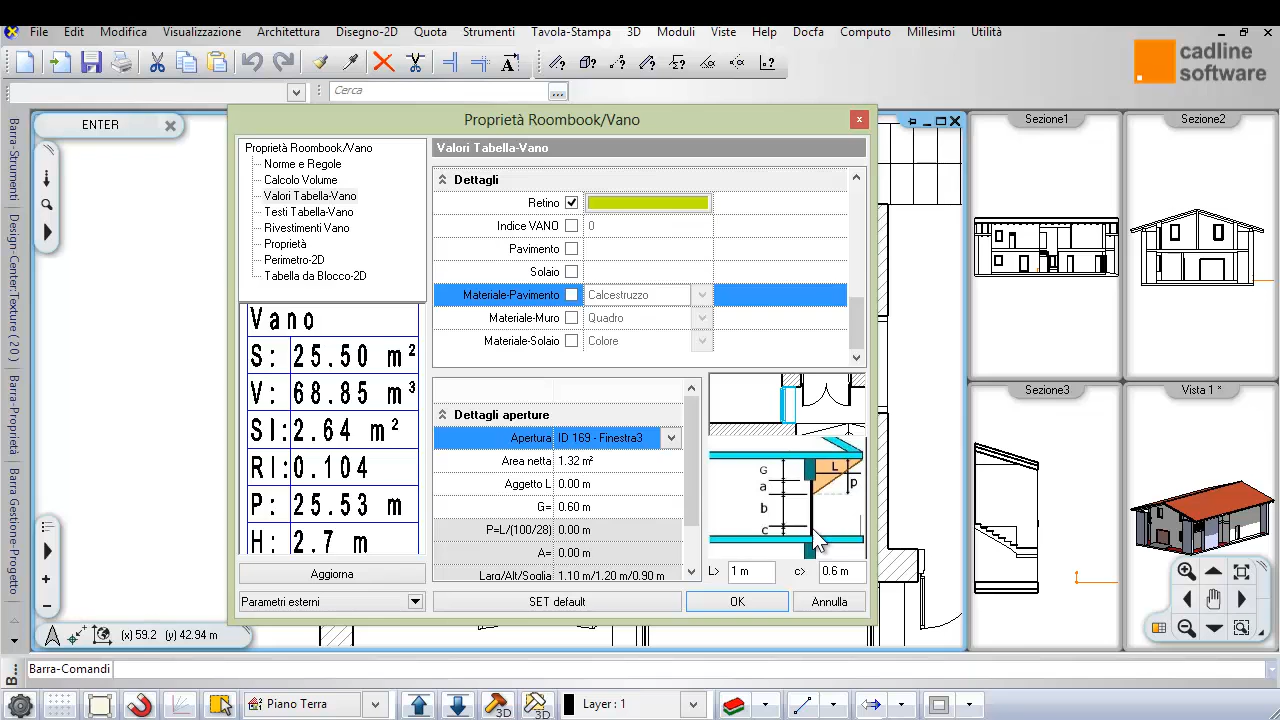 File Edit Modifica Visualizzazione Architettura Disegno-2D Quota Strumenti Tavola-Stampa 3D Moduli Viste Help Docfa Computo Millesimi Utilità
cadline
software
Cerca
ENTER
Proprietà Roombook/Vano
Sezione1
Sezione2
Proprietà Roombook/Vano
Norme e Regole
Calcolo Volume
Valori Tabella-Vano
Testi Tabella-Vano
Rivestimenti Vano
Proprietà
Perimetro-2D
Tabella da Blocco-2D
Valori Tabella-Vano
Dettagli
Retino
Indice VANO 0
Pavimento
Solaio
Materiale-Pavimento Calcestruzzo
Materiale-Muro Quadro
Materiale-Solaio Colore
Vano
S: 25.50 m²
V: 68.85 m³
SI: 2.64 m²
RI: 0.104
P: 25.53 m
H: 2.7 m
Dettagli aperture
Apertura ID 169 - Finestra3
Area netta 1.32 m²
Aggetto L 0.00 m
G= 0.60 m
P=L/(100/28) 0.00 m
A= 0.00 m
Larg/Alt/Soglia 1.10 m/1.20 m/0.90 m
G
a
b
c
L
p
L> 1 m c> 0.6 m
Aggiorna
Parametri esterni
SET default
OK
Annulla
Sezione3
Vista 1 *
Barra-Strumenti
Design-Center:Texture ( 20 )
Barra-Proprietà
Barra Gestione-Progetto
(x) 59.2 (y) 42.94 m
B...
Barra-Comandi
3D
Piano Terra
3D
3D
Layer : 1